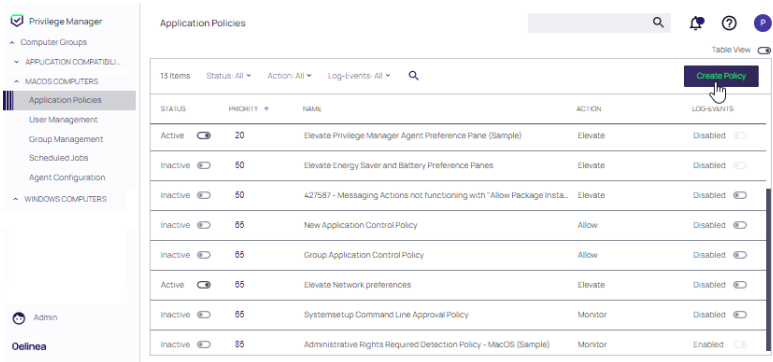 Privilege Manager
Application Policies
P
Computer Groups
Table View
APPLICATION COMPATIBILI...
MACOS COMPUTERS
Application Policies
User Management
Group Management
Scheduled Jobs
Agent Configuration
WINDOWS COMPUTERS
Admin
Delinea
13 Items Status: All Action: All Log-Events: All
Create Policy
STATUS PRIORITY NAME ACTION LOG-EVENTS
Active 20 Elevate Privilege Manager Agent Preference Pane (Sample) Elevate Disabled
Inactive 50 Elevate Energy Saver and Battery Preference Panes Elevate Disabled
Inactive 50 427587 - Messaging Actions not functioning with "Allow Package Insta... Elevate Disabled
Inactive 65 New Application Control Policy Allow Disabled
Inactive 65 Group Application Control Policy Allow Disabled
Active 65 Elevate Network preferences Elevate Disabled
Inactive 65 Systemsetup Command Line Approval Policy Monitor Disabled
Inactive 85 Administrative Rights Required Detection Policy - MacOS (Sample) Monitor Enabled